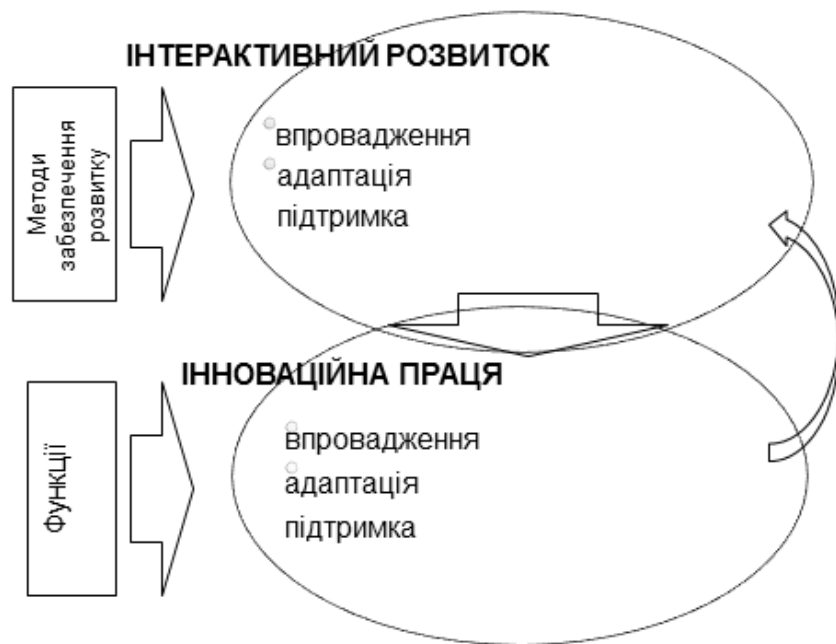 ІНТЕРАКТИВНИЙ РОЗВИТОК
Методи
забезпечення
розвитку
впровадження
адаптація
підтримка
ІННОВАЦІЙНА ПРАЦЯ
Функції
впровадження
адаптація
підтримка